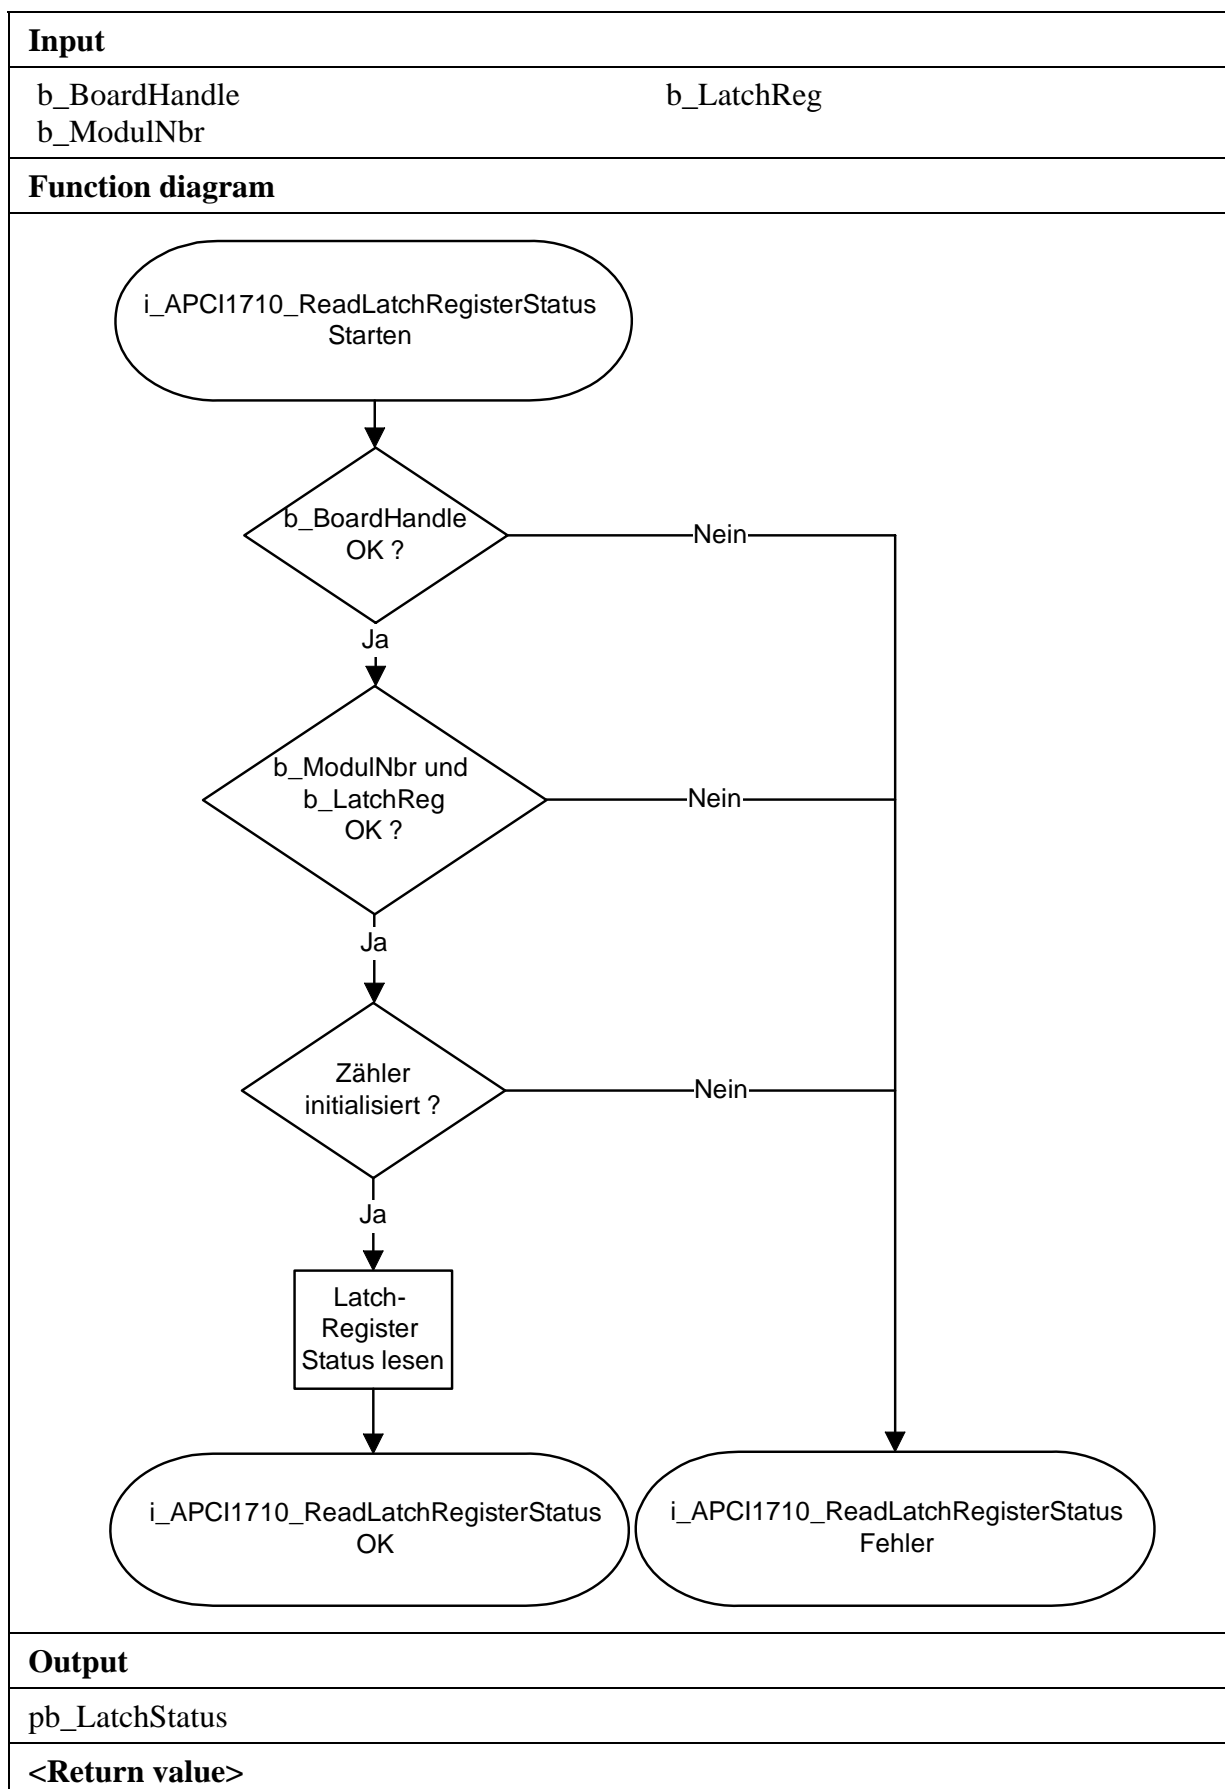 Input
b_BoardHandle b_LatchReg
b_ModulNbr
Function diagram
i_APCI1710_ReadLatchRegisterStatus
Starten
b_BoardHandle
OK ?
Nein
Ja
b_ModulNbr und
b_LatchReg
OK ?
Nein
Ja
Zähler
initialisiert ?
Nein
Ja
Latch-
Register
Status lesen
i_APCI1710_ReadLatchRegisterStatus
OK
i_APCI1710_ReadLatchRegisterStatus
Fehler
Output
pb_LatchStatus
<Return value>